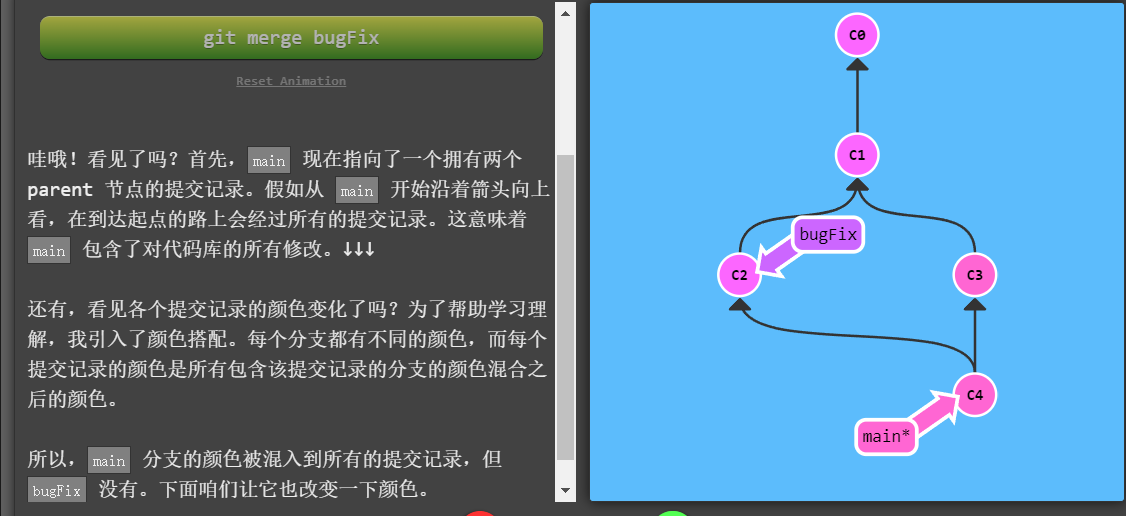 git merge bugFix
Reset Animation
哇哦！看见了吗？首先，main 现在指向了一个拥有两个
parent 节点的提交记录。假如从 main 开始沿着箭头向上
看，在到达起点的路上会经过所有的提交记录。这意味着
main 包含了对代码库的所有修改。↓↓↓
还有，看见各个提交记录的颜色变化了吗？为了帮助学习理
解，我引入了颜色搭配。每个分支都有不同的颜色，而每个
提交记录的颜色是所有包含该提交记录的分支的颜色混合之
后的颜色。
所以，main 分支的颜色被混入到所有的提交记录，但
bugFix 没有。下面咱们让它也改变一下颜色。
C0
C1
bugFix
C2
C3
C4
main*